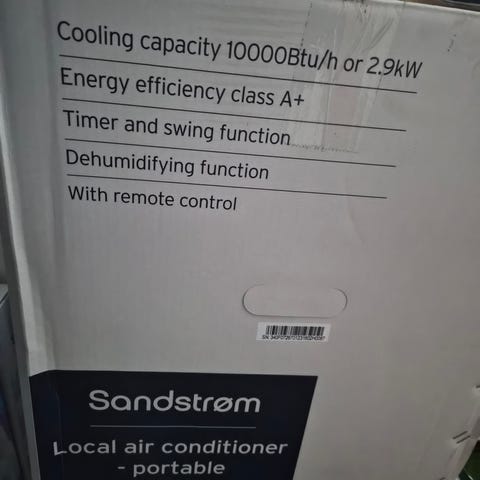 Cooling capacity 10000Btu/h or 2.9kW
Energy efficiency class A+
Timer and swing function
Dehumidifying function
With remote control
Sandstrøm
Local air conditioner
- portable